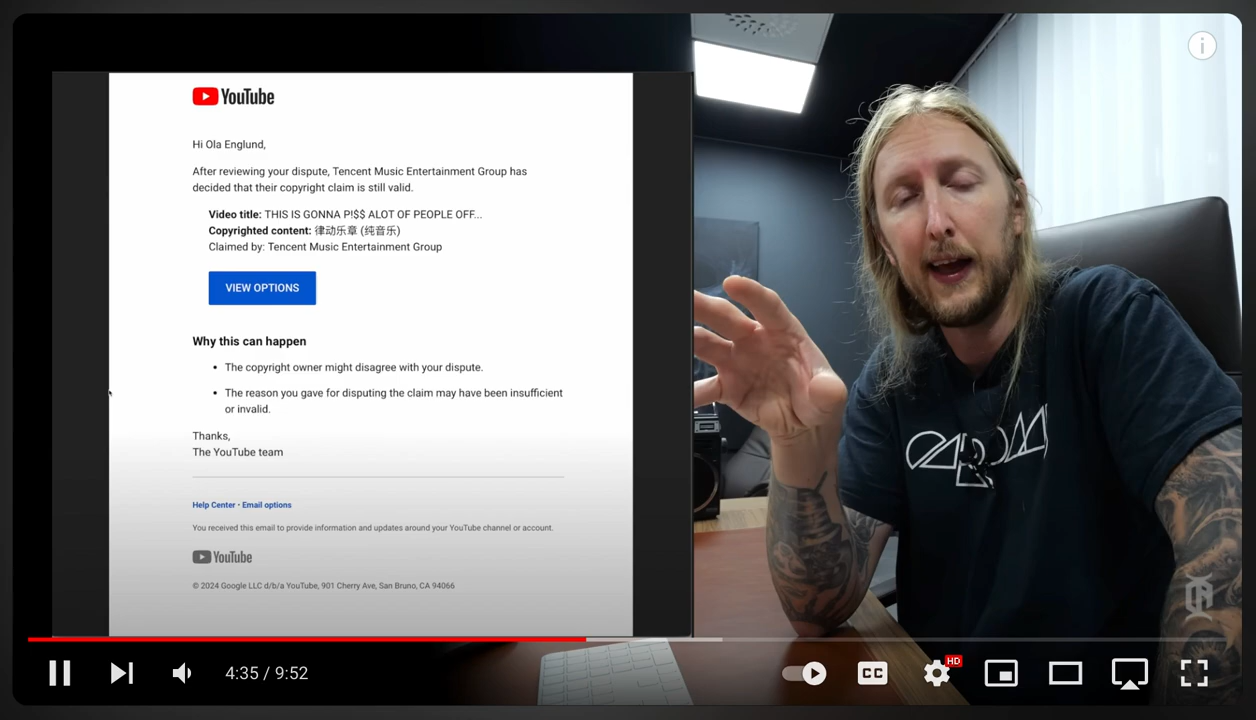 YouTube
Hi Ola Englund,
After reviewing your dispute, Tencent Music Entertainment Group has
decided that their copyright claim is still valid.
Video title: THIS IS GONNA P!$$ ALOT OF PEOPLE OFF...
Copyrighted content: 律动乐章 (纯音乐)
Claimed by: Tencent Music Entertainment Group
VIEW OPTIONS
Why this can happen
• The copyright owner might disagree with your dispute.
• The reason you gave for disputing the claim may have been insufficient
or invalid.
Thanks,
The YouTube team
Help Center • Email options
You received this email to provide information and updates around your YouTube channel or account.
YouTube
© 2024 Google LLC d/b/a YouTube, 901 Cherry Ave, San Bruno, CA 94066
4:35 / 9:52
CC
HD